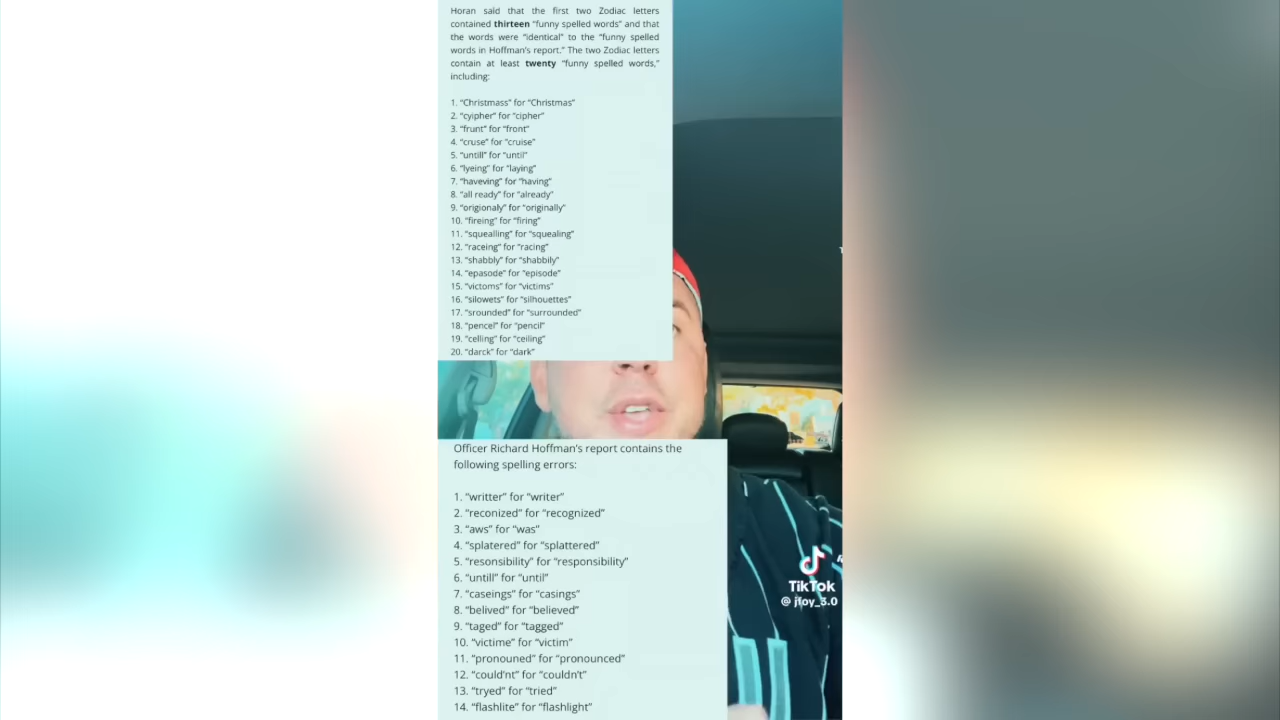 Horan said that the first two Zodiac letters
contained thirteen “funny spelled words” and that
the words were “identical” to the “funny spelled
words in Hoffman’s report.” The two Zodiac letters
contain at least twenty “funny spelled words,”
including:
1. “Christmass” for “Christmas”
2. “cyipher” for “cipher”
3. “frunt” for “front”
4. “cruse” for “cruise”
5. “untill” for “until”
6. “lyeing” for “laying”
7. “haveving” for “having”
8. “all ready” for “already”
9. “origionaly” for “originally”
10. “fireing” for “firing”
11. “squealling” for “squealing”
12. “raceing” for “racing”
13. “shabbly” for “shabbily”
14. “epasode” for “episode”
15. “victoms” for “victims”
16. “silowets” for “silhouettes”
17. “srounded” for “surrounded”
18. “pencel” for “pencil”
19. “celling” for “ceiling”
20. “darck” for “dark”
Officer Richard Hoffman’s report contains the
following spelling errors:
1. “writter” for “writer”
2. “reconized” for “recognized”
3. “aws” for “was”
4. “splatered” for “splattered”
5. “resonsibility” for “responsibility”
6. “untill” for “until”
7. “caseings” for “casings”
8. “belived” for “believed”
9. “taged” for “tagged”
10. “victime” for “victim”
11. “pronouned” for “pronounced”
12. “could’nt” for “couldn’t”
13. “tryed” for “tried”
14. “flashlite” for “flashlight”
TikTok
@ jfoy_3.0